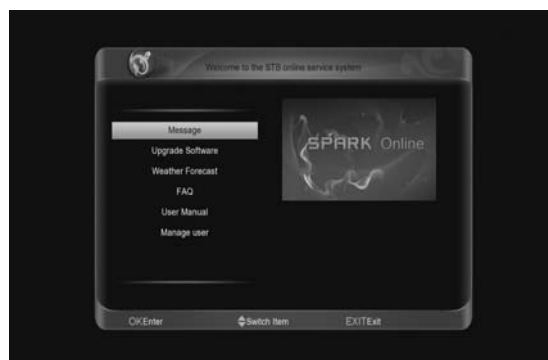 Welcome to the STB online service system
Message
Upgrade Software
Weather Forecast
FAQ
User Manual
Manage user
SPARK Online
OKEnter
Switch Item
EXITExit